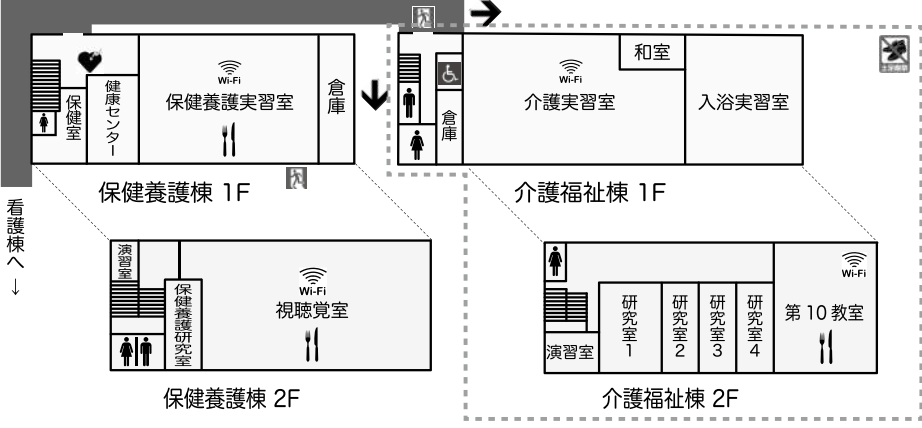 Wi-Fi
保健養護実習室
倉庫
保健室
健康センター
保健養護棟 1F
看護棟へ→
Wi-Fi
介護実習室
和室
入浴実習室
倉庫
介護福祉棟 1F
演習室
保健養護研究室
Wi-Fi
視聴覚室
保健養護棟 2F
演習室
研究室1
研究室2
研究室3
研究室4
Wi-Fi
第10教室
介護福祉棟 2F